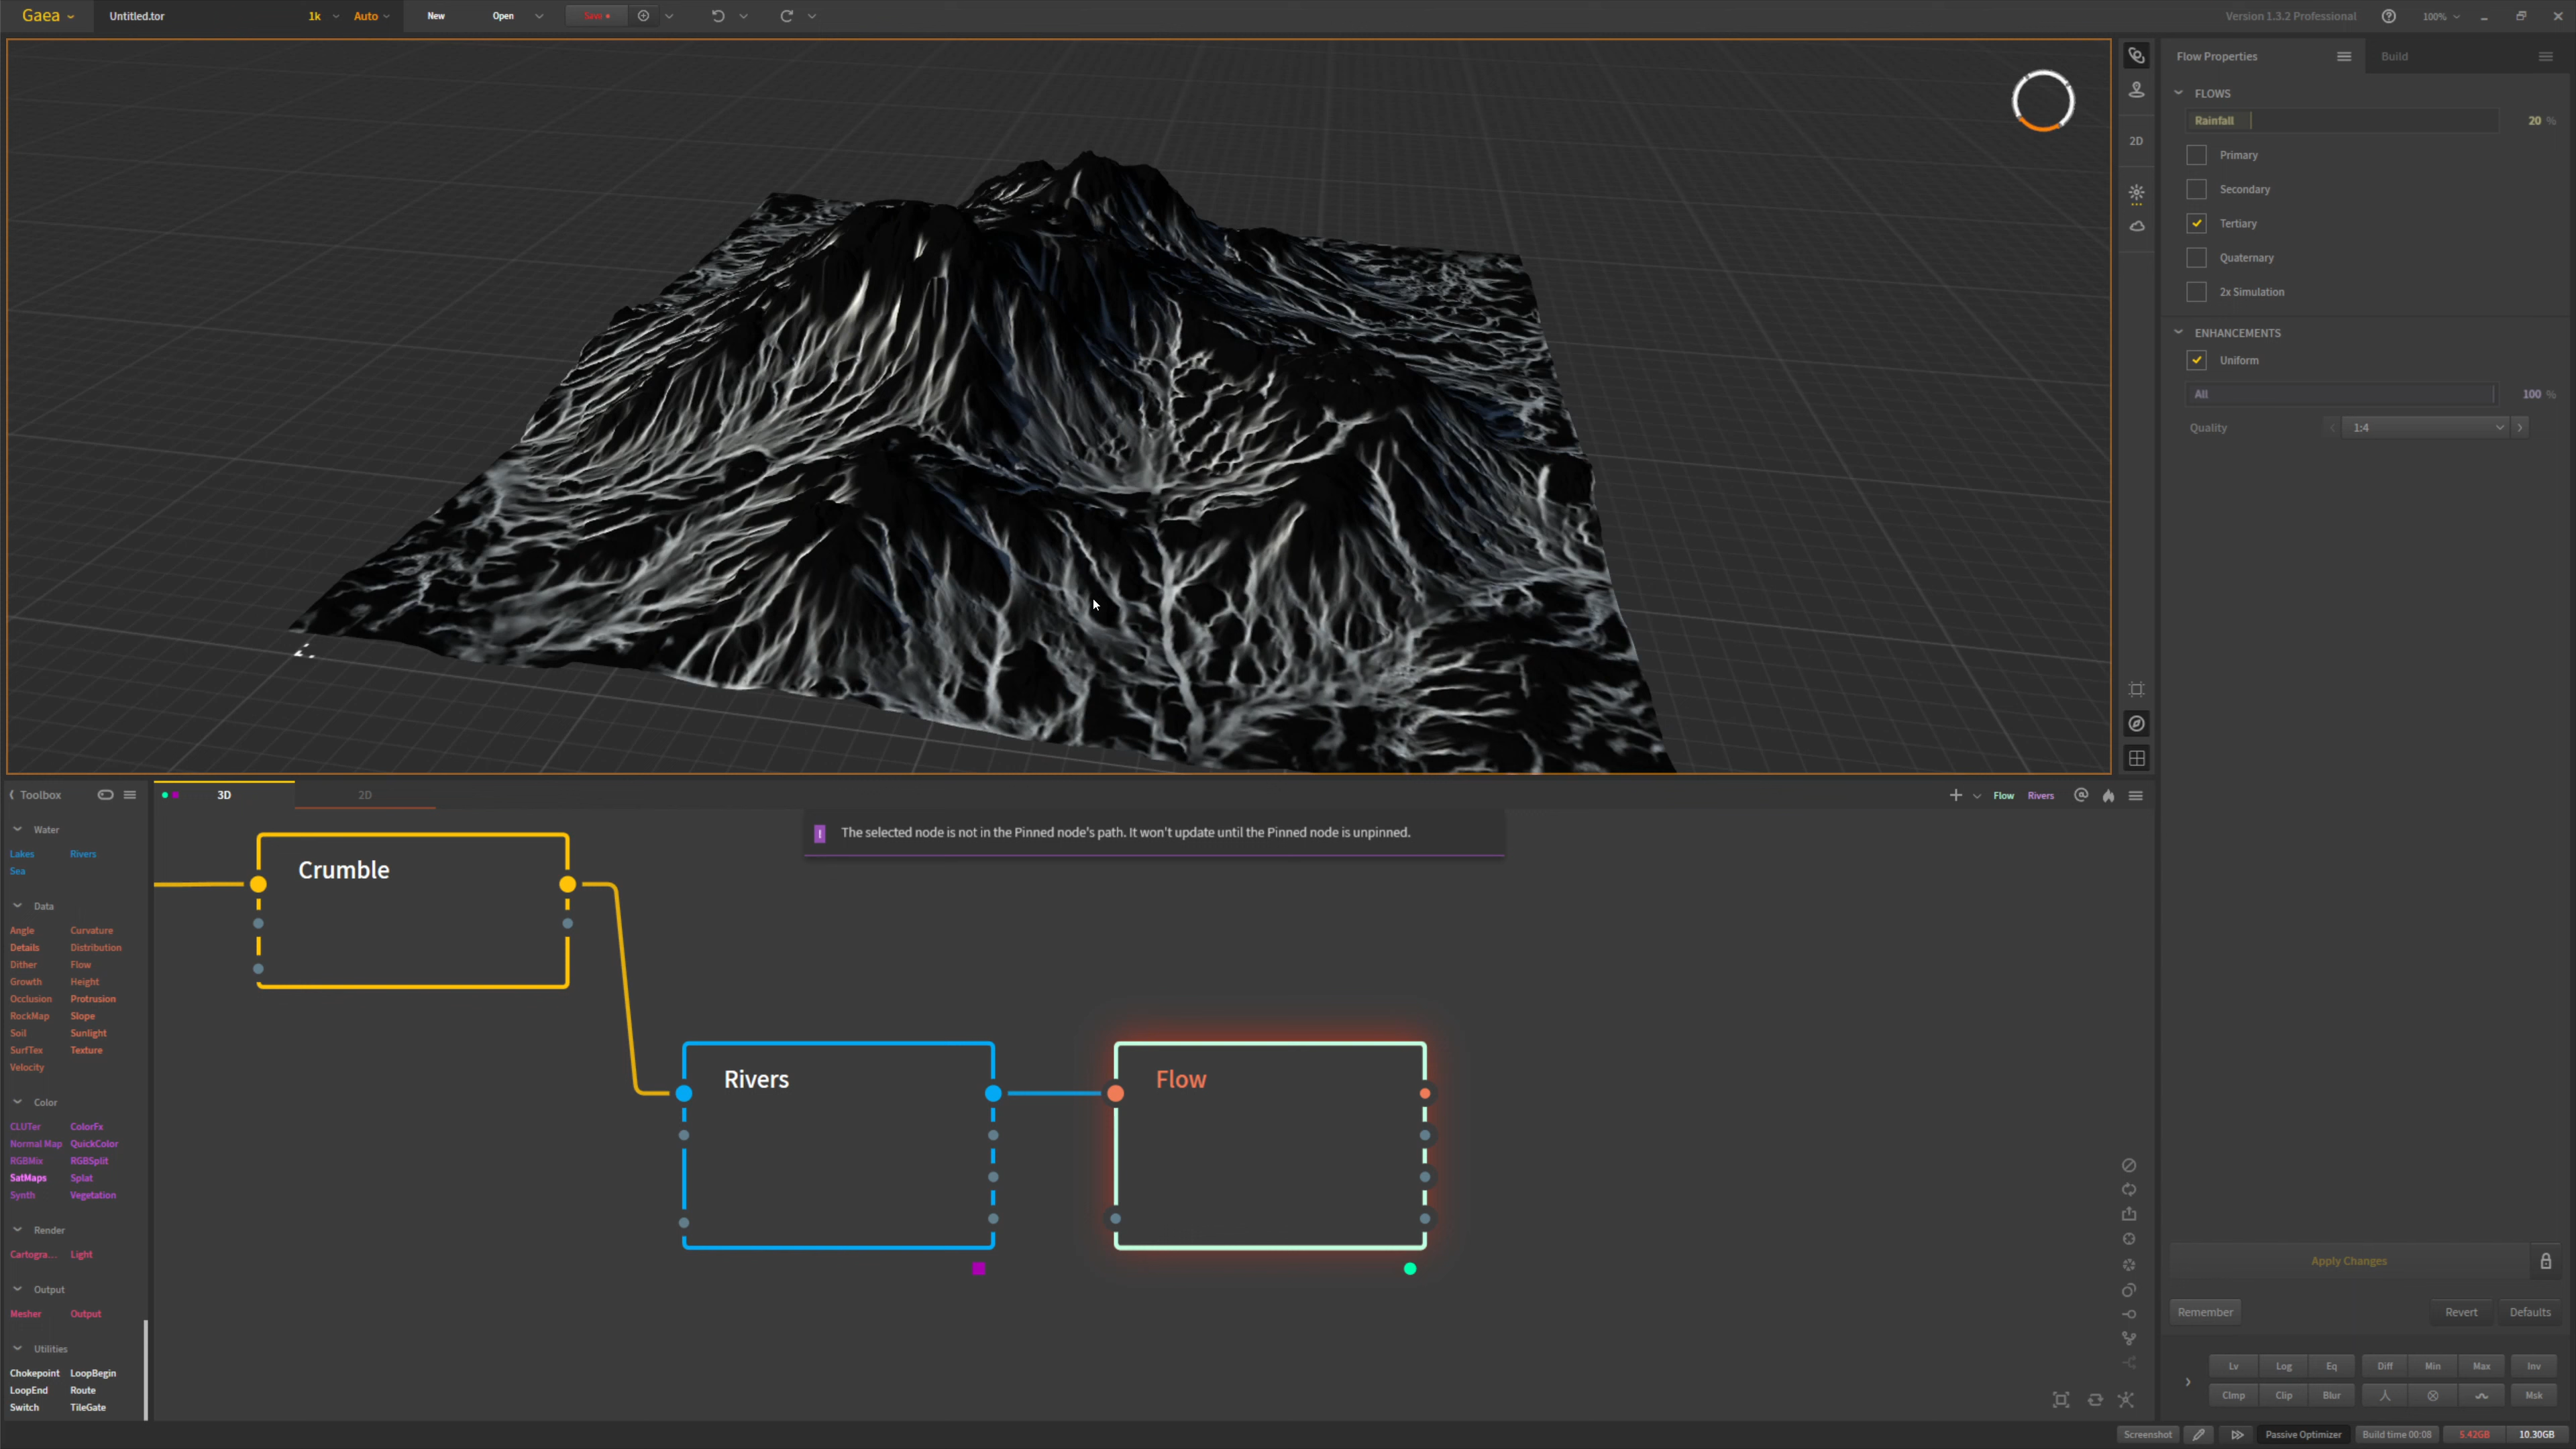 Gaea
Untitled.tor
1k
Auto
New
Open
Save
Version 1.3.2 Professional
100%
2D
Flow Properties
Build
FLOWS
Rainfall 20 %
Primary
Secondary
Tertiary
Quaternary
2x Simulation
ENHANCEMENTS
Uniform
All 100 %
Quality 1:4
Toolbox
3D
2D
Flow Rivers
The selected node is not in the Pinned node's path. It won't update until the Pinned node is unpinned.
Water
Lakes Rivers
Sea
Data
Angle Curvature
Details Distribution
Dither Flow
Growth Height
Occlusion Protrusion
RockMap Slope
Soil Sunlight
SurfTex Texture
Velocity
Color
CLUTer ColorFx
Normal Map QuickColor
RGBMix RGBSplit
SatMaps Splat
Synth Vegetation
Render
Cartogra... Light
Output
Mesher Output
Utilities
Chokepoint LoopBegin
LoopEnd Route
Switch TileGate
Crumble
Rivers
Flow
Apply Changes
Remember Revert Defaults
Lv Log Eq Diff Min Max Inv
Clmp Clip Blur Msk
Screenshot Passive Optimizer Build time 00:08 5.42GB 10.30GB